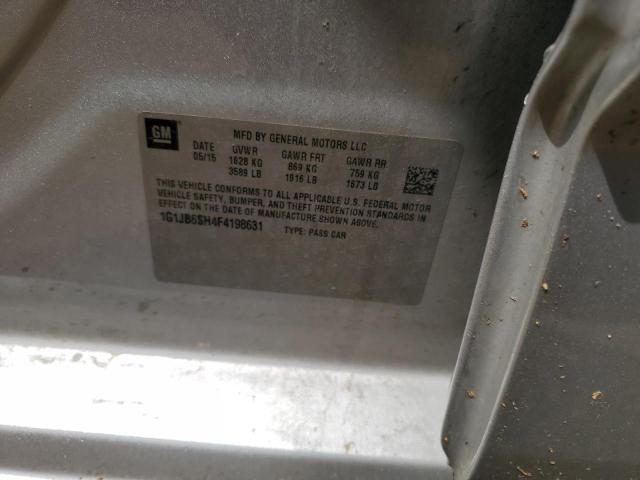 GM
MFD BY GENERAL MOTORS LLC
DATE GVWR GAWR FRT GAWR RR
05/15 1628 KG 869 KG 759 KG
3589 LB 1916 LB 1673 LB
THIS VEHICLE CONFORMS TO ALL APPLICABLE U.S. FEDERAL MOTOR
VEHICLE SAFETY, BUMPER, AND THEFT PREVENTION STANDARDS IN
EFFECT ON THE DATE OF MANUFACTURE SHOWN ABOVE.
1G1JB6SH4F4198631 TYPE: PASS CAR